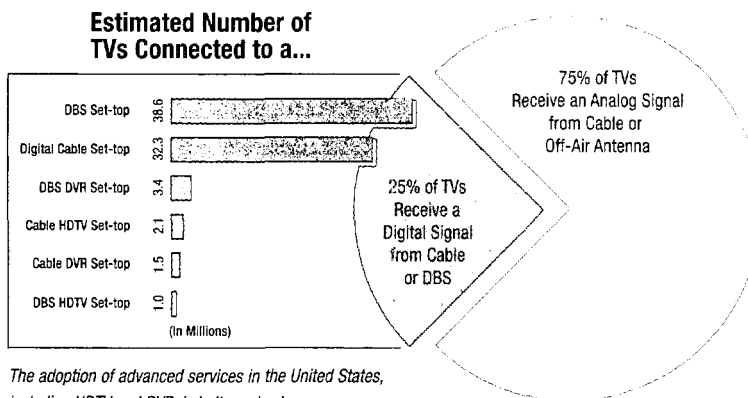 Estimated Number of
TVs Connected to a...
DBS Set-top 38.6
Digital Cable Set-top 32.3
DBS DVR Set-top 3.4
Cable HDTV Set-top 2.1
Cable DVR Set-top 1.5
DBS HDTV Set-top 1.0
(In Millions)
25% of TVs
Receive a
Digital Signal
from Cable
or DBS
75% of TVs
Receive an Analog Signal
from Cable or
Off-Air Antenna
The adoption of advanced services in the United States,